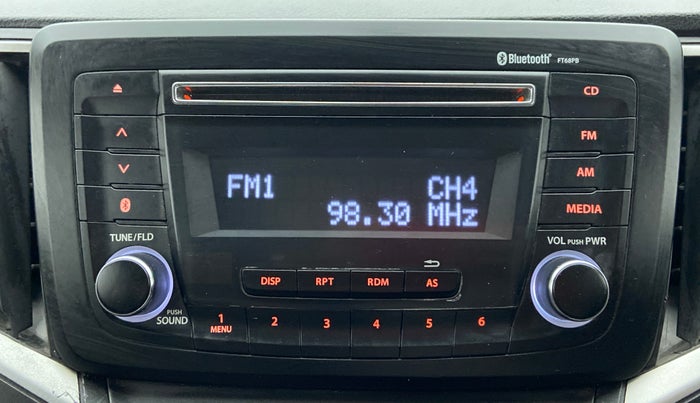 Bluetooth® FT68PB
CD
FM
AM
MEDIA
FM1 CH4
98.30 MHz
TUNE/FLD
VOL PUSH PWR
DISP RPT RDM AS
PUSH
SOUND
1 2 3 4 5 6
MENU